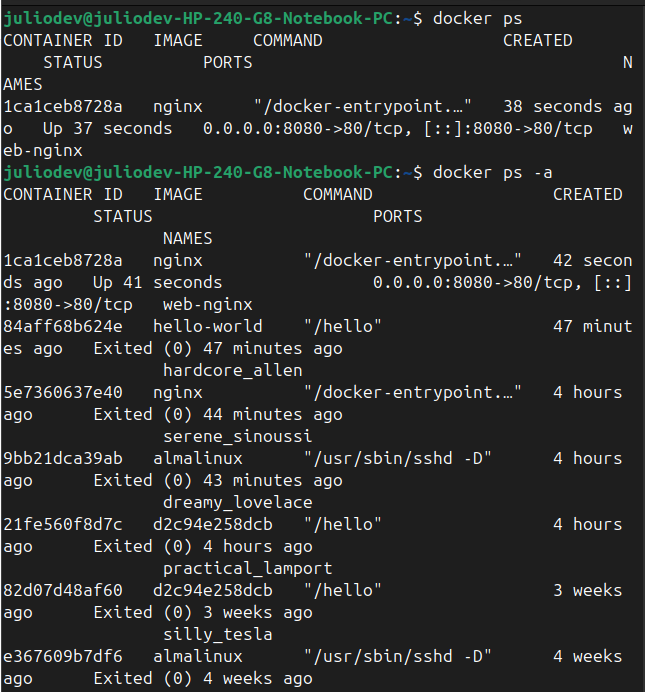 juliodev@juliodev-HP-240-G8-Notebook-PC:~$ docker ps
CONTAINER ID   IMAGE     COMMAND                  CREATED
    STATUS          PORTS                                     N
AMES
1ca1ceb8728a   nginx     "/docker-entrypoint.…"   38 seconds ag
o   Up 37 seconds   0.0.0.0:8080->80/tcp, [::]:8080->80/tcp   w
eb-nginx
juliodev@juliodev-HP-240-G8-Notebook-PC:~$ docker ps -a
CONTAINER ID   IMAGE          COMMAND                  CREATED
         STATUS                      PORTS
                NAMES
1ca1ceb8728a   nginx          "/docker-entrypoint.…"   42 secon
ds ago   Up 41 seconds               0.0.0.0:8080->80/tcp, [::]
:8080->80/tcp   web-nginx
84aff68b624e   hello-world    "/hello"                 47 minut
es ago   Exited (0) 47 minutes ago
                hardcore_allen
5e7360637e40   nginx          "/docker-entrypoint.…"   4 hours
ago      Exited (0) 44 minutes ago
                serene_sinoussi
9bb21dca39ab   almalinux      "/usr/sbin/sshd -D"      4 hours
ago      Exited (0) 43 minutes ago
                dreamy_lovelace
21fe560f8d7c   d2c94e258dcb   "/hello"                 4 hours
ago      Exited (0) 4 hours ago
                practical_lamport
82d07d48af60   d2c94e258dcb   "/hello"                 3 weeks
ago      Exited (0) 3 weeks ago
                silly_tesla
e367609b7df6   almalinux      "/usr/sbin/sshd -D"      4 weeks
ago      Exited (0) 4 weeks ago